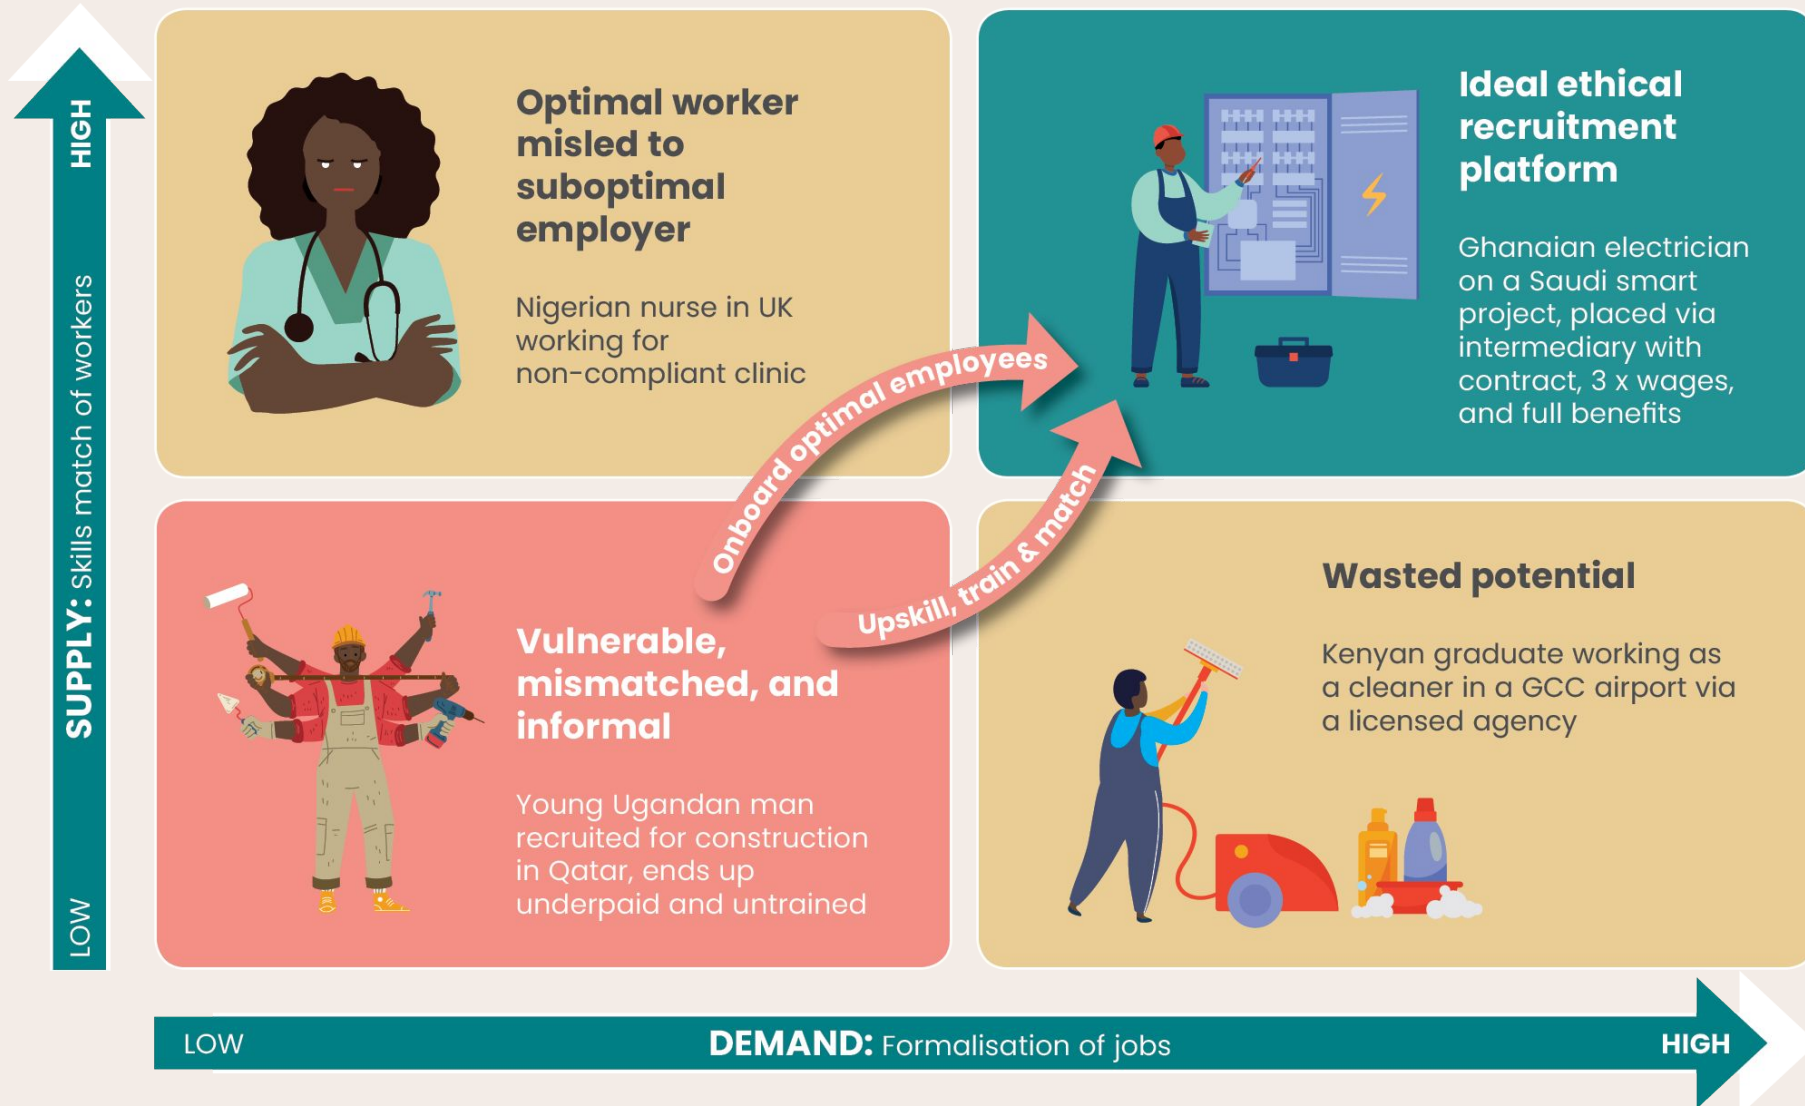 HIGH
SUPPLY: Skills match of workers
LOW
Optimal worker
misled to
suboptimal
employer
Nigerian nurse in UK
working for
non-compliant clinic
Ideal ethical
recruitment
platform
Ghanaian electrician
on a Saudi smart
project, placed via
intermediary with
contract, 3 x wages,
and full benefits
Onboard optimal employees
Upskill, train & match
Vulnerable,
mismatched, and
informal
Young Ugandan man
recruited for construction
in Qatar, ends up
underpaid and untrained
Wasted potential
Kenyan graduate working as
a cleaner in a GCC airport via
a licensed agency
LOW
DEMAND: Formalisation of jobs
HIGH